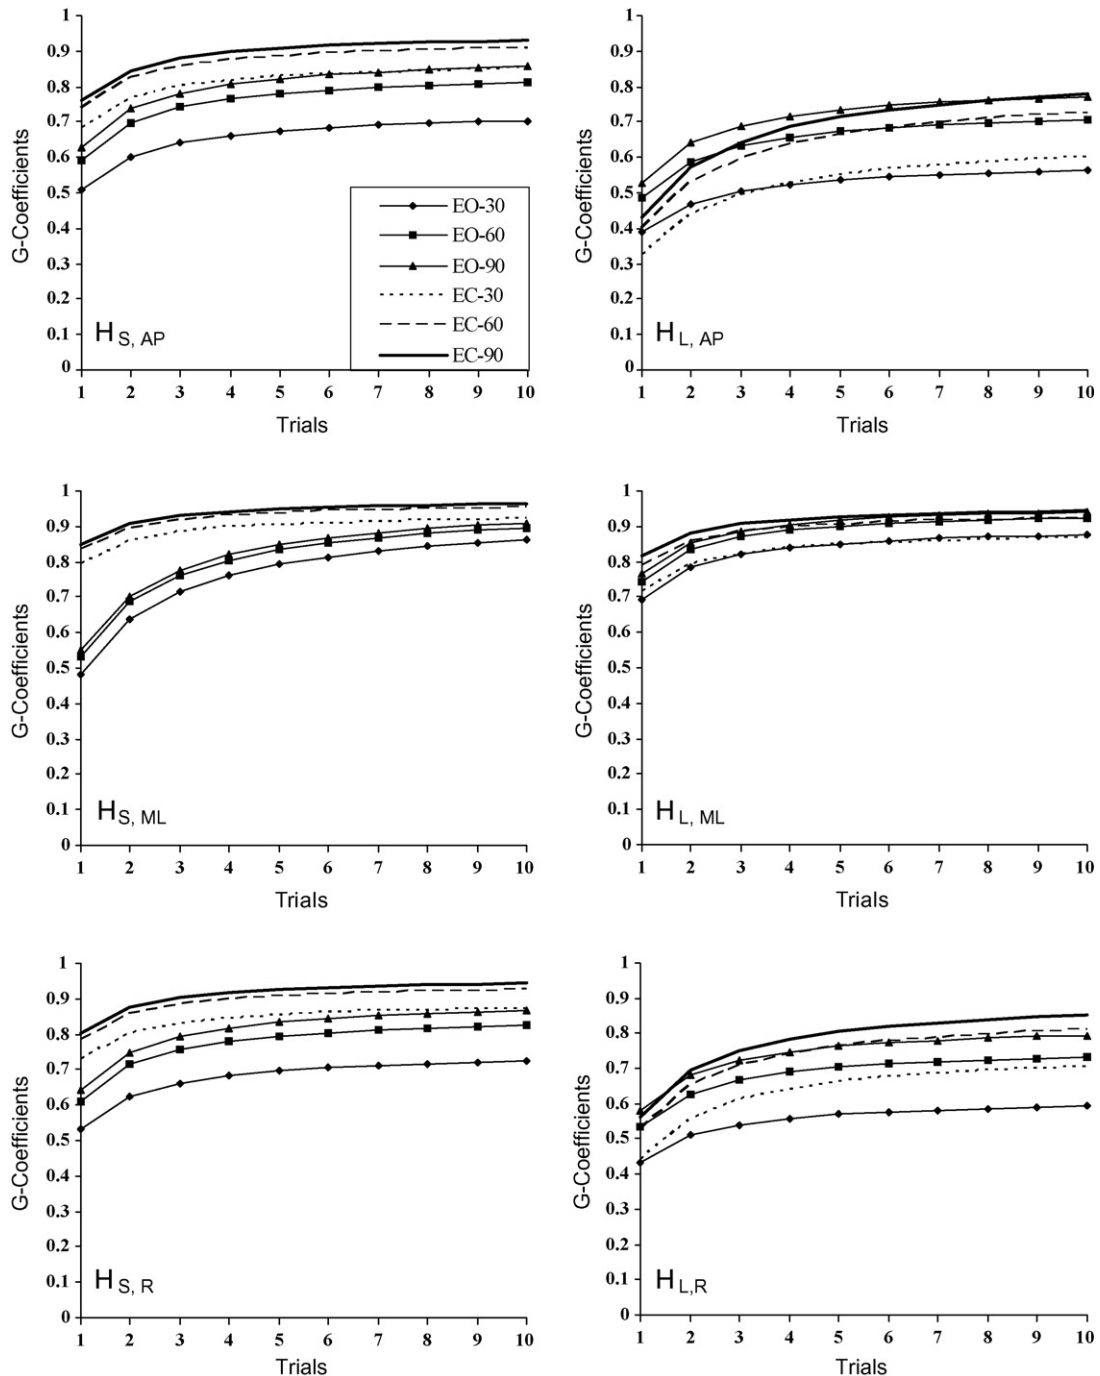 1
0.9
0.8
0.7
0.6
0.5
0.4
0.3
0.2
0.1
0
G-Coefficients
EO-30
EO-60
EO-90
EC-30
EC-60
EC-90
H S, AP
1 2 3 4 5 6 7 8 9 10
Trials
1
0.9
0.8
0.7
0.6
0.5
0.4
0.3
0.2
0.1
0
G-Coefficients
H L, AP
1 2 3 4 5 6 7 8 9 10
Trials
1
0.9
0.8
0.7
0.6
0.5
0.4
0.3
0.2
0.1
0
G-Coefficients
H S, ML
1 2 3 4 5 6 7 8 9 10
Trials
1
0.9
0.8
0.7
0.6
0.5
0.4
0.3
0.2
0.1
0
G-Coefficients
H L, ML
1 2 3 4 5 6 7 8 9 10
Trials
1
0.9
0.8
0.7
0.6
0.5
0.4
0.3
0.2
0.1
0
G-Coefficients
H S, R
1 2 3 4 5 6 7 8 9 10
Trials
1
0.9
0.8
0.7
0.6
0.5
0.4
0.3
0.2
0.1
0
G-Coefficients
H L,R
1 2 3 4 5 6 7 8 9 10
Trials